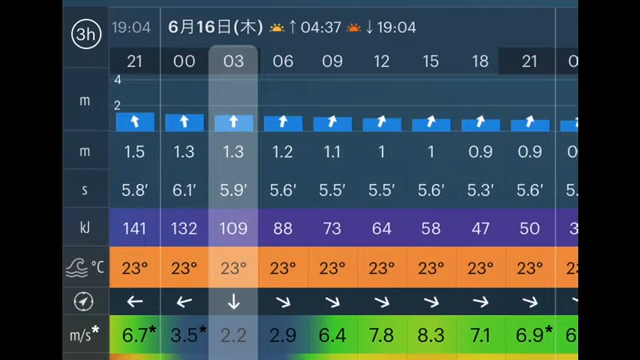 3h 19:04 6月16日(木) ↑04:37 ↓19:04
21 00 03 06 09 12 15 18 21
4
m 2
m 1.5 1.3 1.3 1.2 1.1 1 1 0.9 0.9
s 5.8′ 6.1′ 5.9′ 5.6′ 5.5′ 5.6′ 5.3′ 5.6′ 5.
kJ 141 132 109 88 73 64 58 47 50
°C 23° 23° 23° 23° 23° 23° 23° 23° 23° 23
m/s* 6.7* 3.5* 2.2 2.9 6.4 7.8 8.3 7.1 6.9* 6